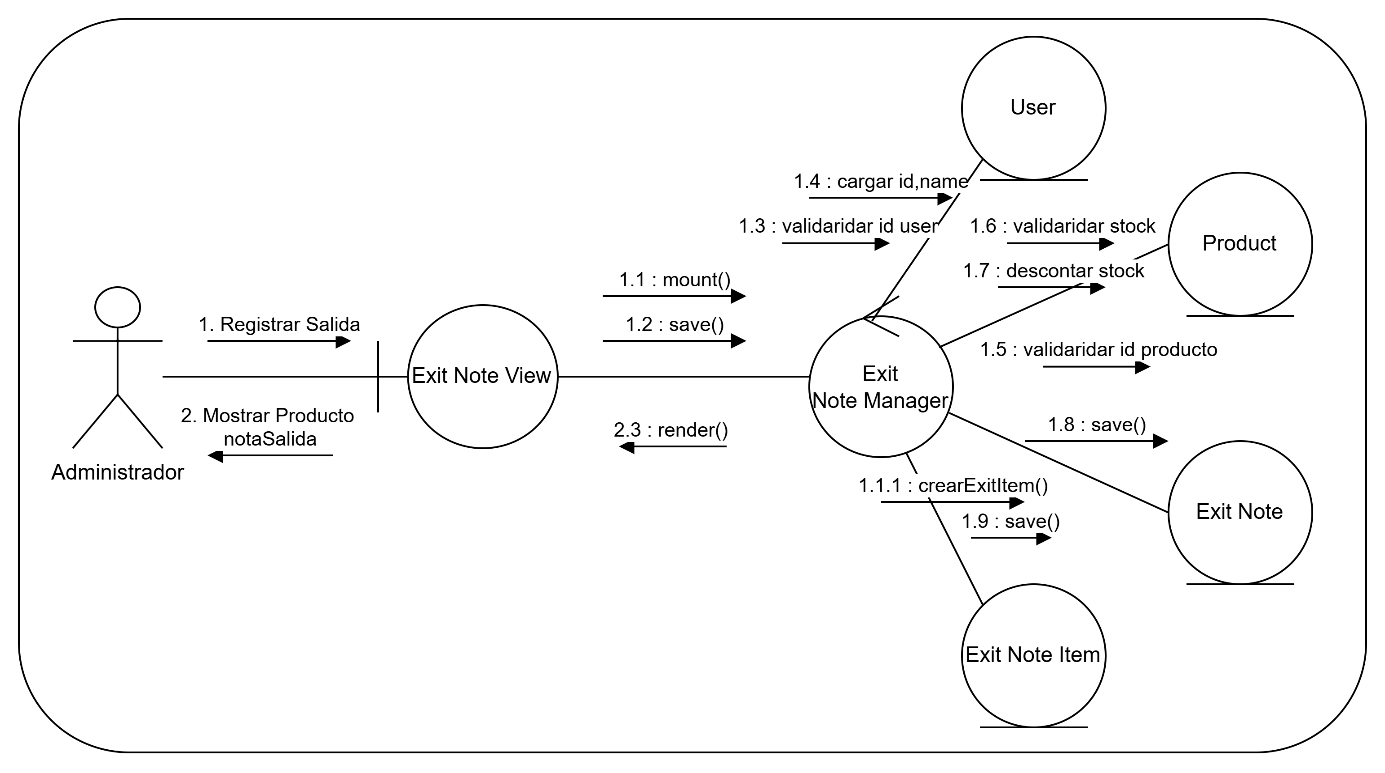 User
1.4 : cargar id,name
1.3 : validaridar id user
1.6 : validaridar stock
Product
1.7 : descontar stock
1.1 : mount()
1. Registrar Salida
1.2 : save()
1.5 : validaridar id producto
Exit Note View
Exit
Note Manager
2. Mostrar Producto
notaSalida
2.3 : render()
1.8 : save()
Administrador
1.1.1 : crearExitItem()
1.9 : save()
Exit Note
Exit Note Item